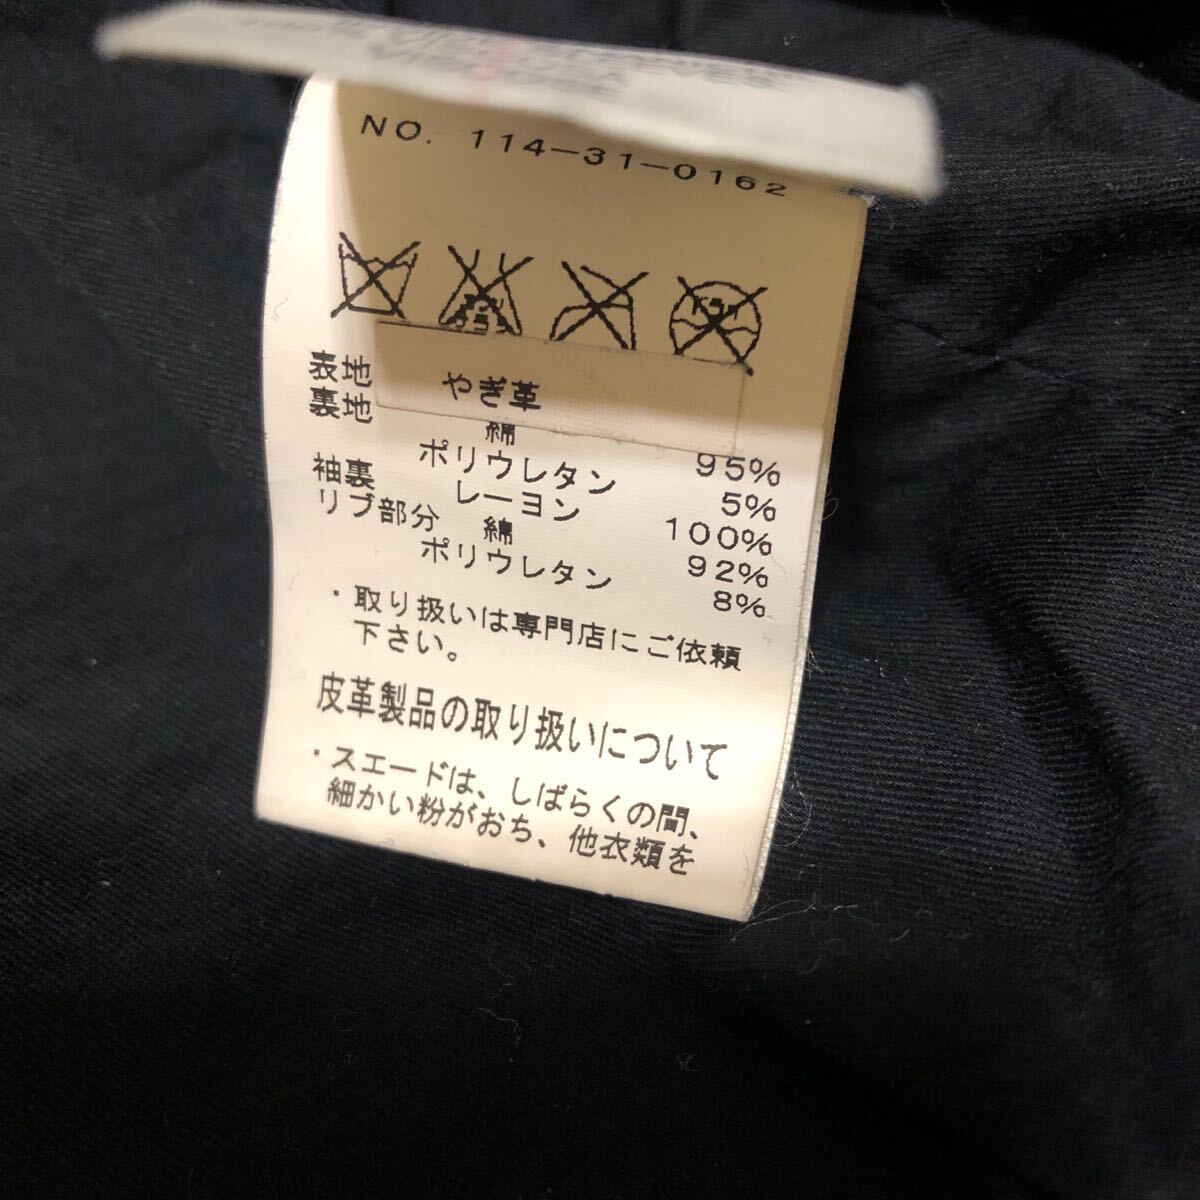 NO. 114-31-0162
表地 やぎ革
裏地 綿 95%
ポリウレタン 5%
袖裏 レーヨン 100%
リブ部分 綿 92%
ポリウレタン 8%
・取り扱いは専門店にご依頼
下さい。
皮革製品の取り扱いについて
・スエードは、しばらくの間、
細かい粉がおち、他衣類を